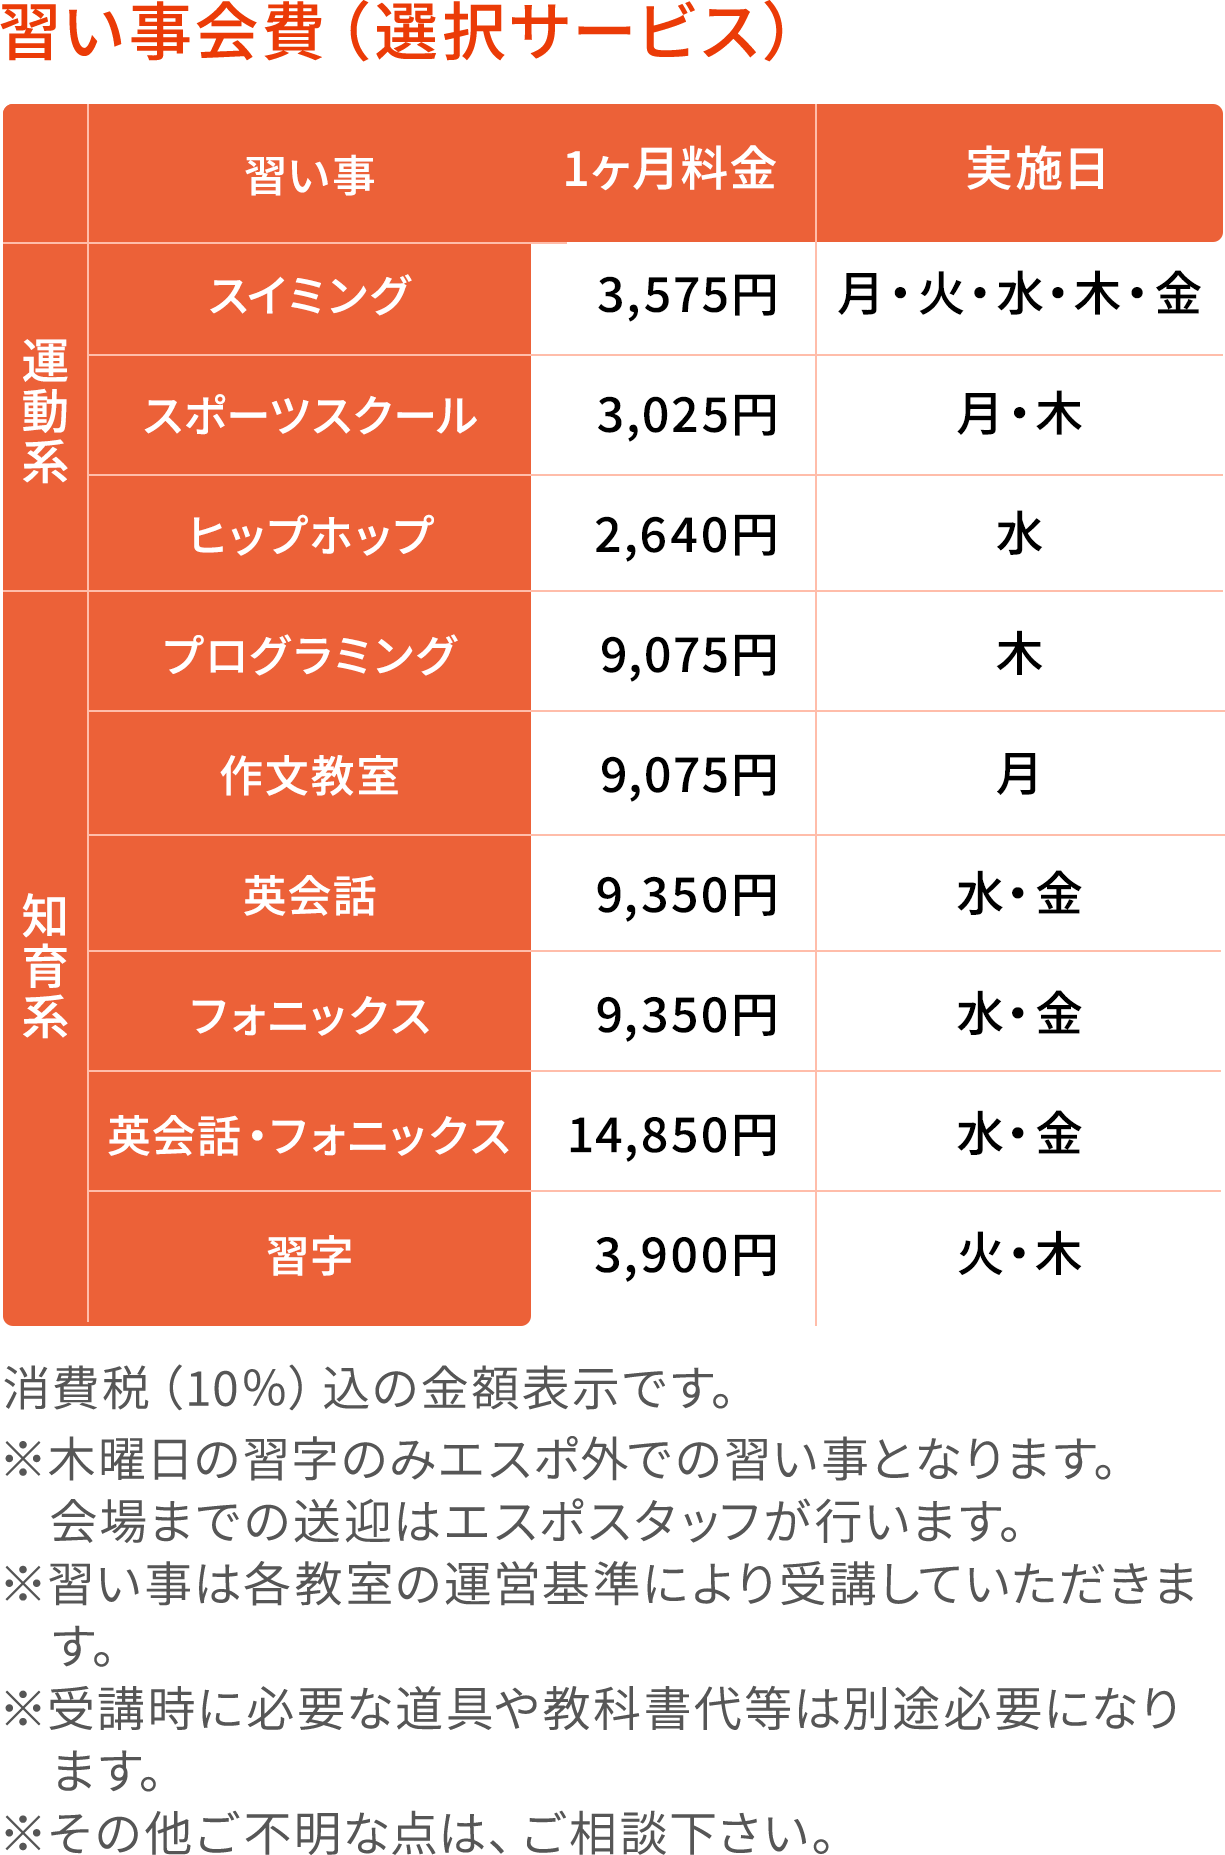 習い事会費（選択サービス）
習い事 1ヶ月料金 実施日
運動系
スイミング 3,575円 月・火・水・木・金
スポーツスクール 3,025円 月・木
ヒップホップ 2,640円 水
知育系
プログラミング 9,075円 木
作文教室 9,075円 月
英会話 9,350円 水・金
フォニックス 9,350円 水・金
英会話・フォニックス 14,850円 水・金
習字 3,900円 火・木
消費税（10％）込の金額表示です。
※木曜日の習字のみエスポ外での習い事となります。
会場までの送迎はエスポスタッフが行います。
※習い事は各教室の運営基準により受講していただきま
す。
※受講時に必要な道具や教科書代等は別途必要になり
ます。
※その他ご不明な点は、ご相談下さい。